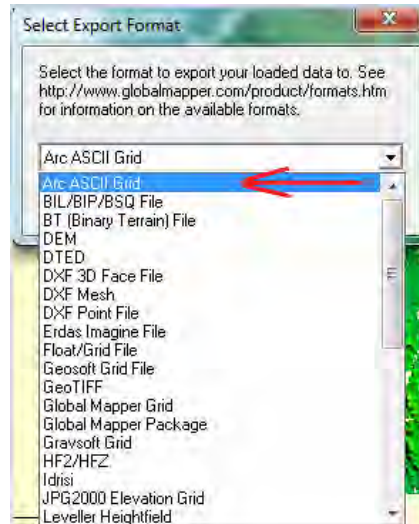 Select Export Format
Select the format to export your loaded data to. See
http://www.globalmapper.com/product/formats.htm
for information on the available formats.
Arc ASCII Grid
Arc ASCII Grid
BIL/BIP/BSQ File
BT (Binary Terrain) File
DEM
DTED
DXF 3D Face File
DXF Mesh
DXF Point File
Erdas Imagine File
Float/Grid File
Geosoft Grid File
GeoTIFF
Global Mapper Grid
Global Mapper Package
Gravsoft Grid
HF2/HFZ
Idrisi
JPG2000 Elevation Grid
Leveller Heightfield